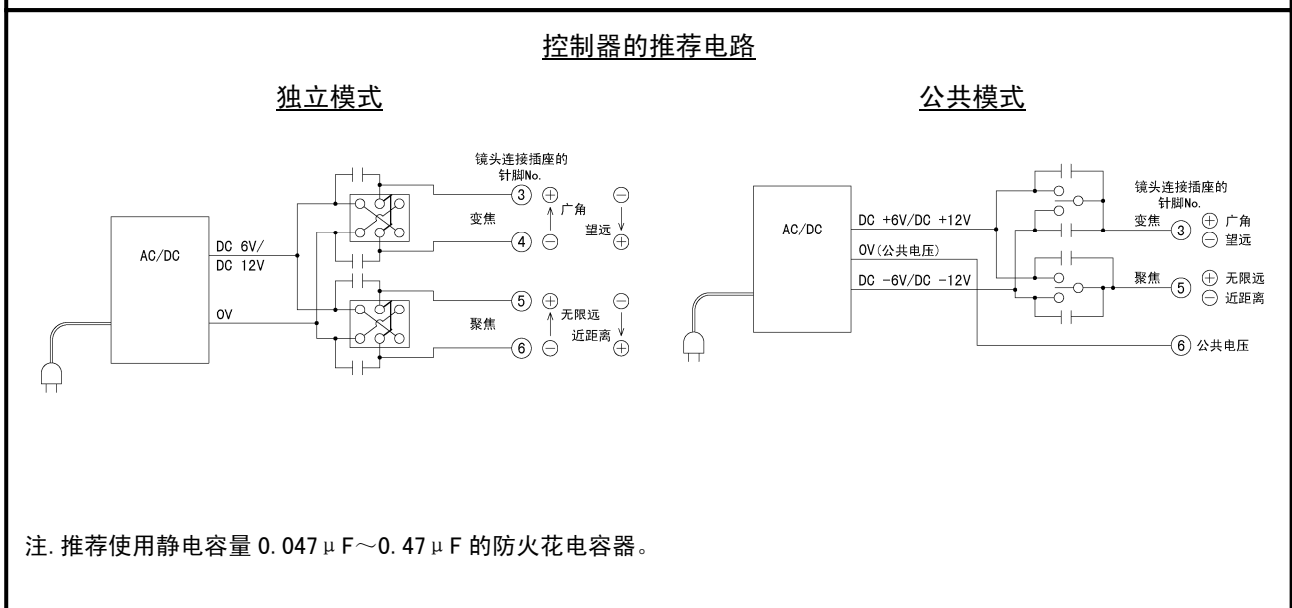 控制器的推荐电路
独立模式
镜头连接插座的
针脚No.
AC/DC
DC 6V/
DC 12V
0V
变焦
③ ⊕ 广角 ⊖
④ ⊖ 望远 ⊕
聚焦
⑤ ⊕ 无限远 ⊖
⑥ ⊖ 近距离 ⊕
公共模式
镜头连接插座的
针脚No.
AC/DC
DC +6V/DC +12V
0V(公共电压)
DC -6V/DC -12V
变焦 ③ ⊕ 广角
⊖ 望远
聚焦 ⑤ ⊕ 无限远
⊖ 近距离
⑥ 公共电压
注.推荐使用静电容量 0.047μF～0.47μF 的防火花电容器。